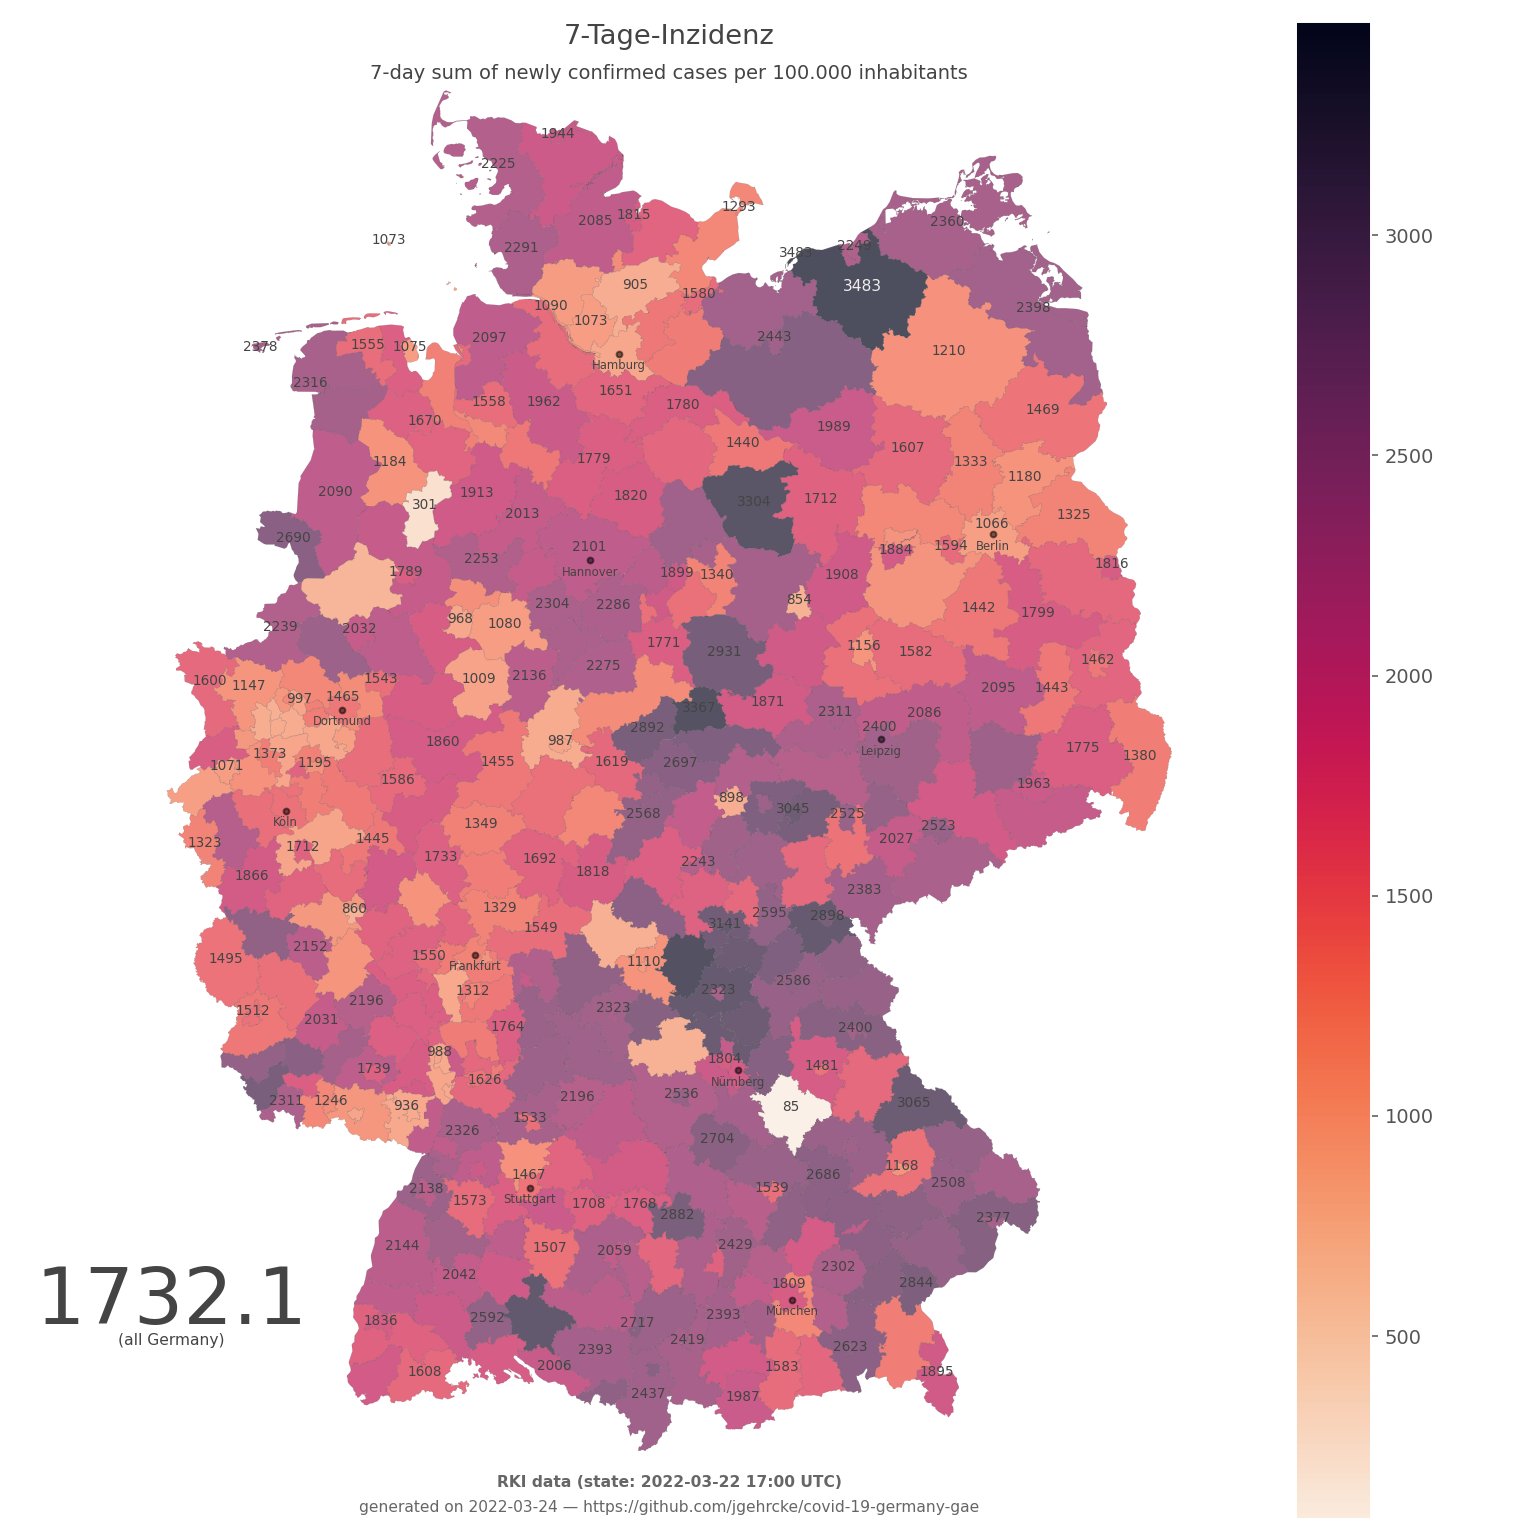 7-Tage-Inzidenz
7-day sum of newly confirmed cases per 100.000 inhabitants
1944
2225
1293
2085 1815
2360
1073
2291
3483 2249
905
3483
1090 1580
2398
1073
2097 2443
2378 1555 1075
1210
Hamburg
2316
1651
1558 1962 1780
1469
1670
1989
1440
1607
1184 1779 1333
1180
2090 1913 1820
301 3304 1712
2013 1325
1066
2690
2101
1884 1594 Berlin
2253
1816
1789 Hannover 1899 1340 1908
2304 2286 854
1442 1799
968 1080
2239 2032
1771 1156
2931 1582
2275 1462
1600 1147 1009 2136
1543 2095 1443
997 1465
3367 1871
2311 2086
Dortmund
2892 2400
1860 987
Leipzig
1373 1775
1071 1195 1455 1619 2697 1380
1586 1963
898
3045
Köln 1349 2568 2525
2523
1323 1712 1445 2027
1733 1692
2243
1866 1818
2383
860 1329
2595 2898
3141
1549
2152
1495 1550
Frankfurt 1110
2586
1312 2323
2196 2323
1512
2031 1764 2400
988 1804
1739 1481
1626 Nürnberg
2311 1246 2196 2536
936 85 3065
1533
2326
2704
1168
1467 2686
2138 2508
1573 Stuttgart 1539
1708 1768
2882 2377
2144 1507 2059 2429
2302
2042
1809 2844
1836 2592 2717 2393 München
2419
2393 2623
1608 2006 1583 1895
2437 1987
1732.1
(all Germany)
3000
2500
2000
1500
1000
500
RKI data (state: 2022-03-22 17:00 UTC)
generated on 2022-03-24 — https://github.com/jgehrcke/covid-19-germany-gae